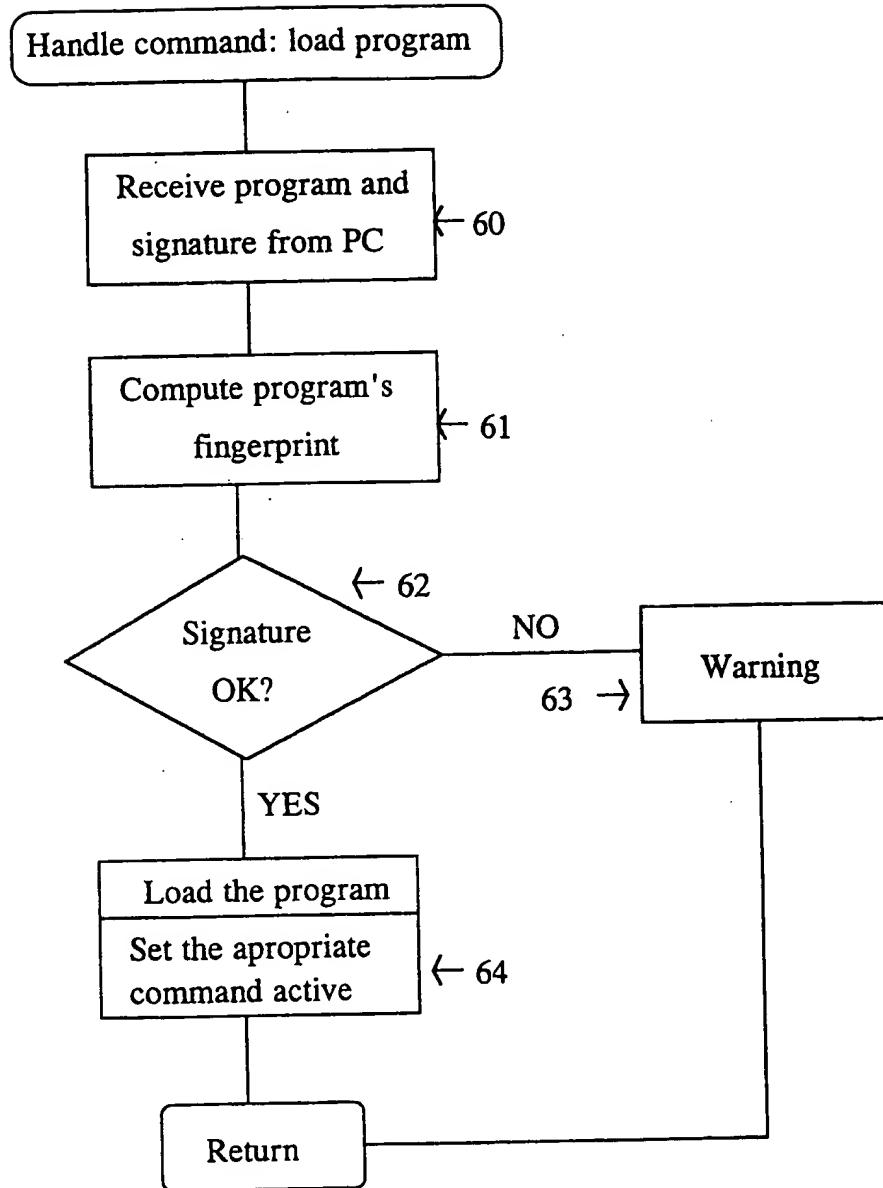 Handle command: load program
Receive program and
signature from PC
← 60
Compute program's
fingerprint
← 61
← 62
Signature
OK?
NO
Warning
63 →
YES
Load the program
Set the apropriate
command active
← 64
Return